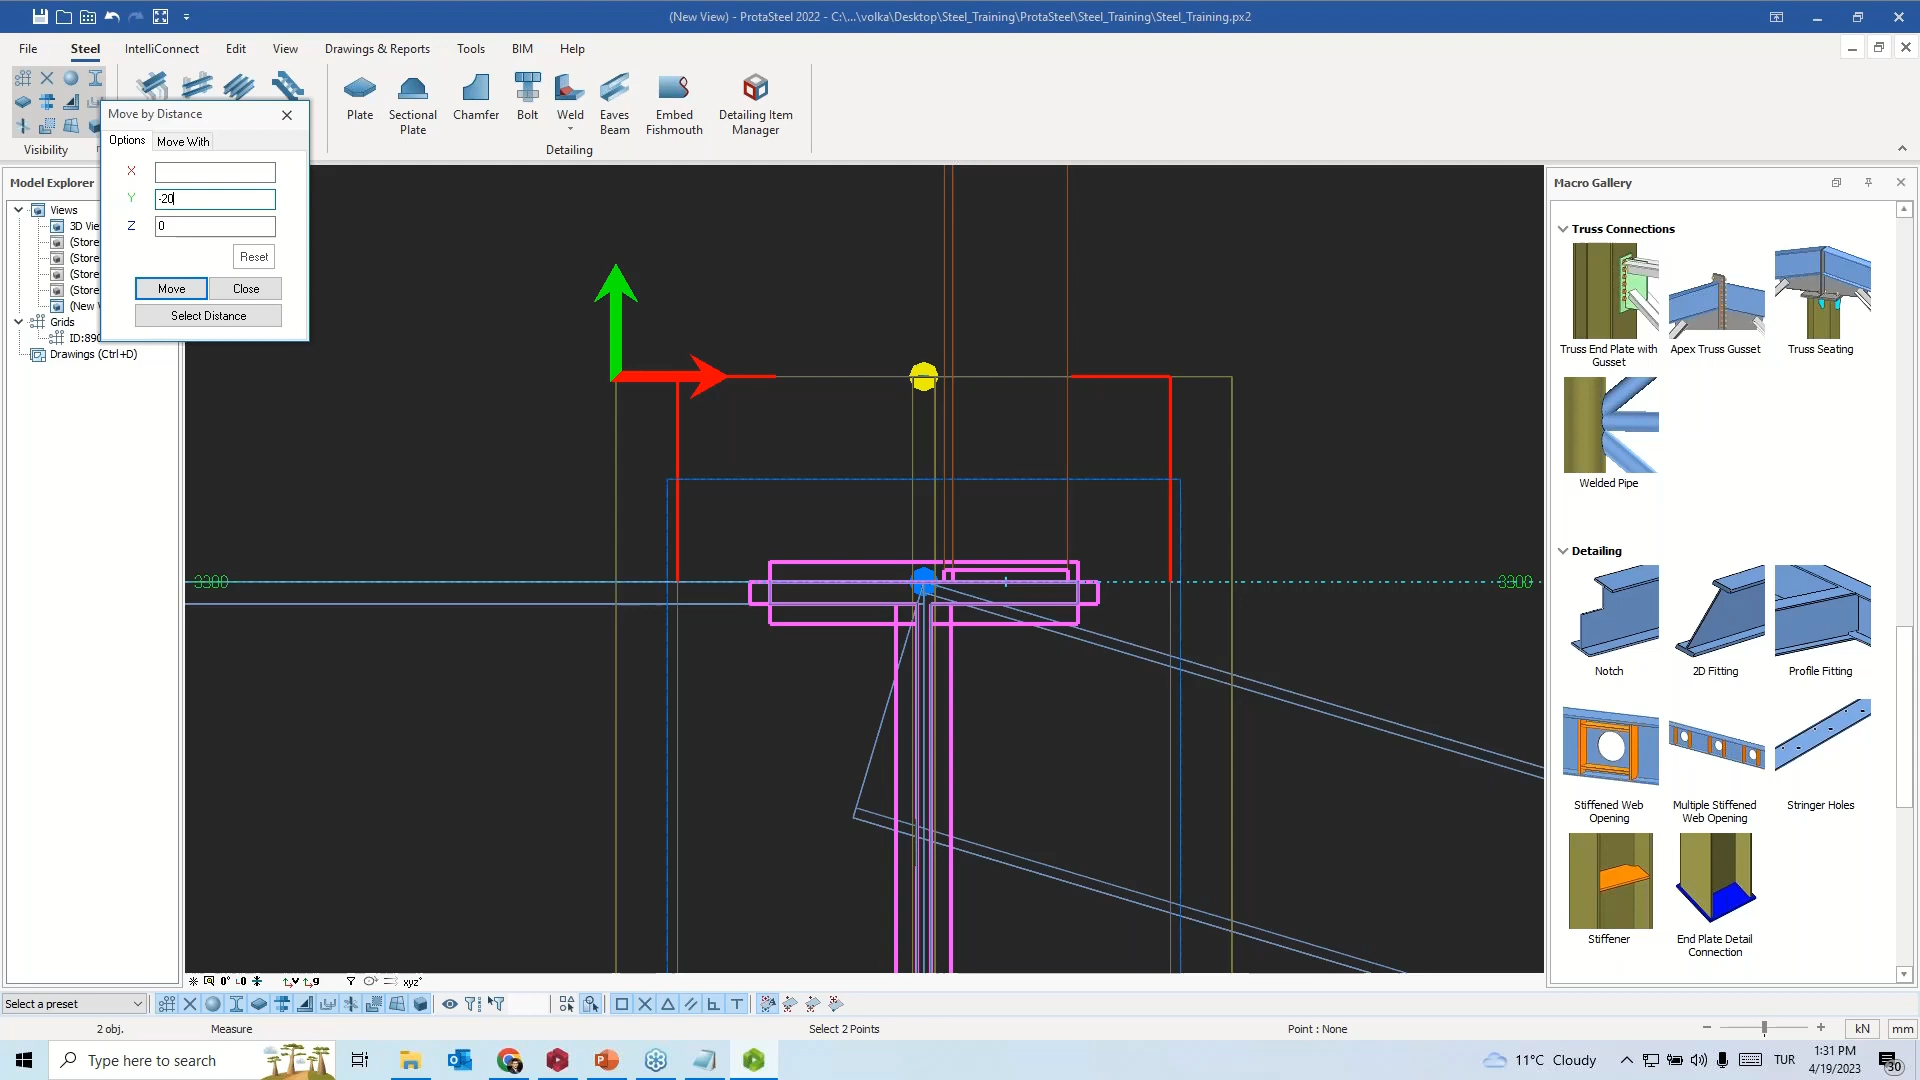 (New View) - ProtaSteel 2022 - C:\...\volka\Desktop\Steel_Training\ProtaSteel\Steel_Training\Steel_Training.px2
File Steel IntelliConnect Edit View Drawings & Reports Tools BIM Help
Plate Sectional Plate Chamfer Bolt Weld Eaves Beam Embed Fishmouth Detailing Item Manager
Visibility Detailing
Move by Distance
Options Move With
X
Y -20
Z 0
Reset
Move Close
Select Distance
Model Explorer
Views
3D Vie
(Store
(Store
(Store
(Store
(New
Grids
ID:890
Drawings (Ctrl+D)
3300 3300
Macro Gallery
Truss Connections
Truss End Plate with Gusset
Apex Truss Gusset
Truss Seating
Welded Pipe
Detailing
Notch
2D Fitting
Profile Fitting
Stiffened Web Opening
Multiple Stiffened Web Opening
Stringer Holes
Stiffener
End Plate Detail Connection
xyz
Select a preset
2 obj. Measure Select 2 Points Point : None kN mm
Type here to search
11°C Cloudy
TUR
1:31 PM
4/19/2023
30